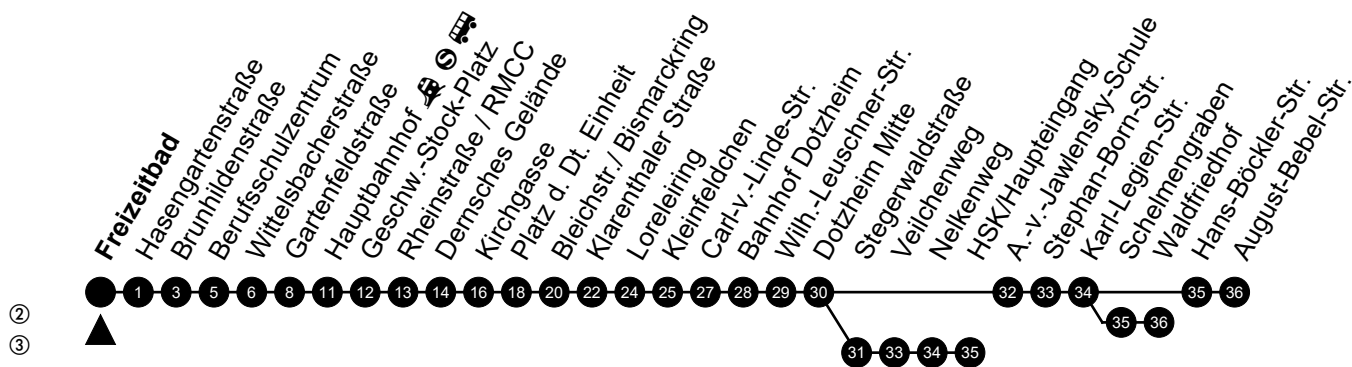 Freizeitbad
Hasengartenstraße
Brunhildenstraße
Berufsschulzentrum
Wittelsbacherstraße
Gartenfeldstraße
Hauptbahnhof S
Geschw.-Stock-Platz
Rheinstraße / RMCC
Dernsches Gelände
Kirchgasse
Platz d. Dt. Einheit
Bleichstr./ Bismarckring
Klarenthaler Straße
Loreleiring
Kleinfeldchen
Carl-v.-Linde-Str.
Bahnhof Dotzheim
Wilh.-Leuschner-Str.
Dotzheim Mitte
Stegerwaldstraße
Veilchenweg
Nelkenweg
HSK/Haupteingang
A.-v.-Jawlensky-Schule
Stephan-Born-Str.
Karl-Legien-Str.
Schelmengraben
Waldfriedhof
Hans-Böckler-Str.
August-Bebel-Str.
1 3 5 6 8 11 12 13 14 16 18 20 22 24 25 27 28 29 30 32 33 34 35 36
② 35 36
③ 31 33 34 35